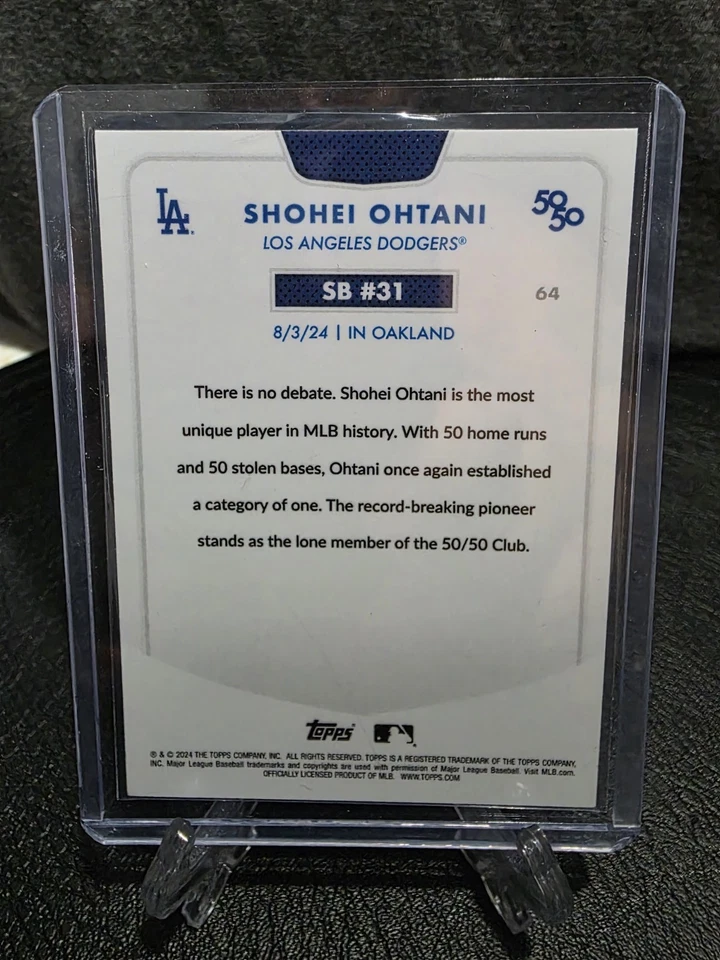 LA
SHOHEI OHTANI
50
50
LOS ANGELES DODGERS®
SB #31
64
8/3/24 | IN OAKLAND
There is no debate. Shohei Ohtani is the most
unique player in MLB history. With 50 home runs
and 50 stolen bases, Ohtani once again established
a category of one. The record-breaking pioneer
stands as the lone member of the 50/50 Club.
Topps
® & © 2024 THE TOPPS COMPANY, INC. ALL RIGHTS RESERVED. TOPPS IS A REGISTERED TRADEMARK OF THE TOPPS COMPANY,
INC. Major League Baseball trademarks and copyrights are used with permission of Major League Baseball. Visit MLB.com.
OFFICIALLY LICENSED PRODUCT OF MLB. WWW.TOPPS.COM